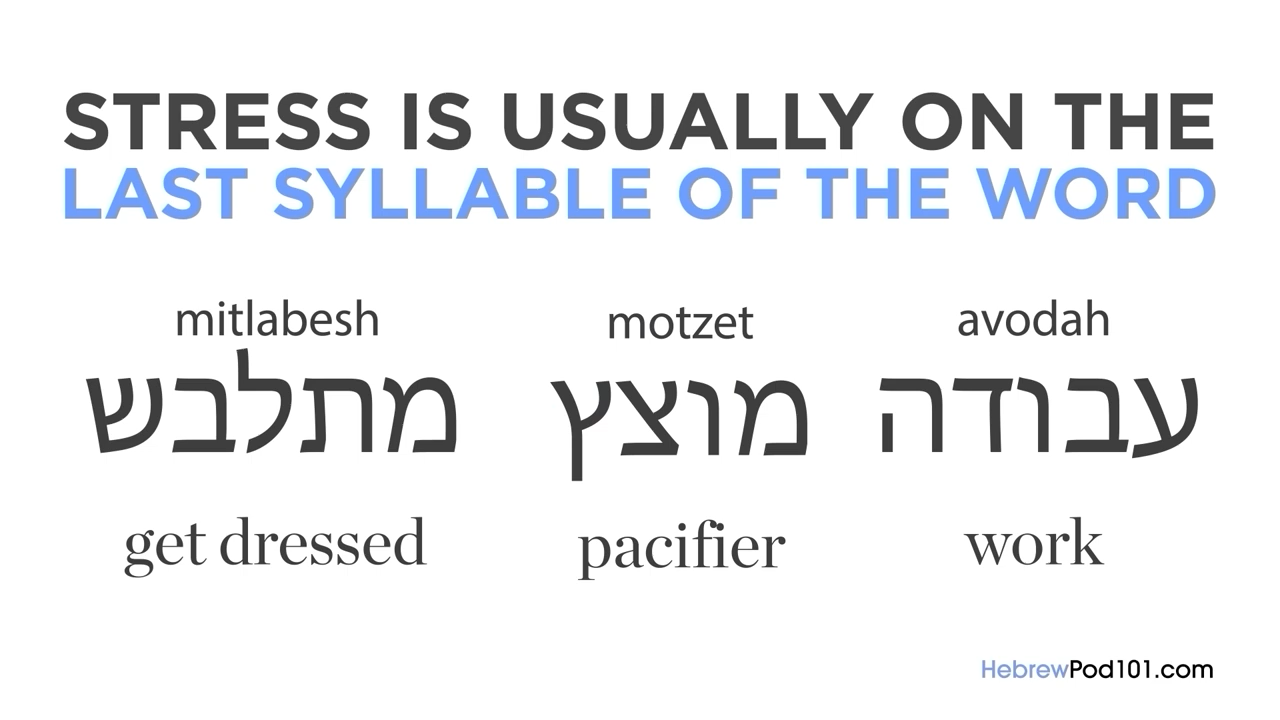 STRESS IS USUALLY ON THE
LAST SYLLABLE OF THE WORD
mitlabesh
מתלבש
get dressed
motzet
מוצץ
pacifier
avodah
עבודה
work
HebrewPod101.com